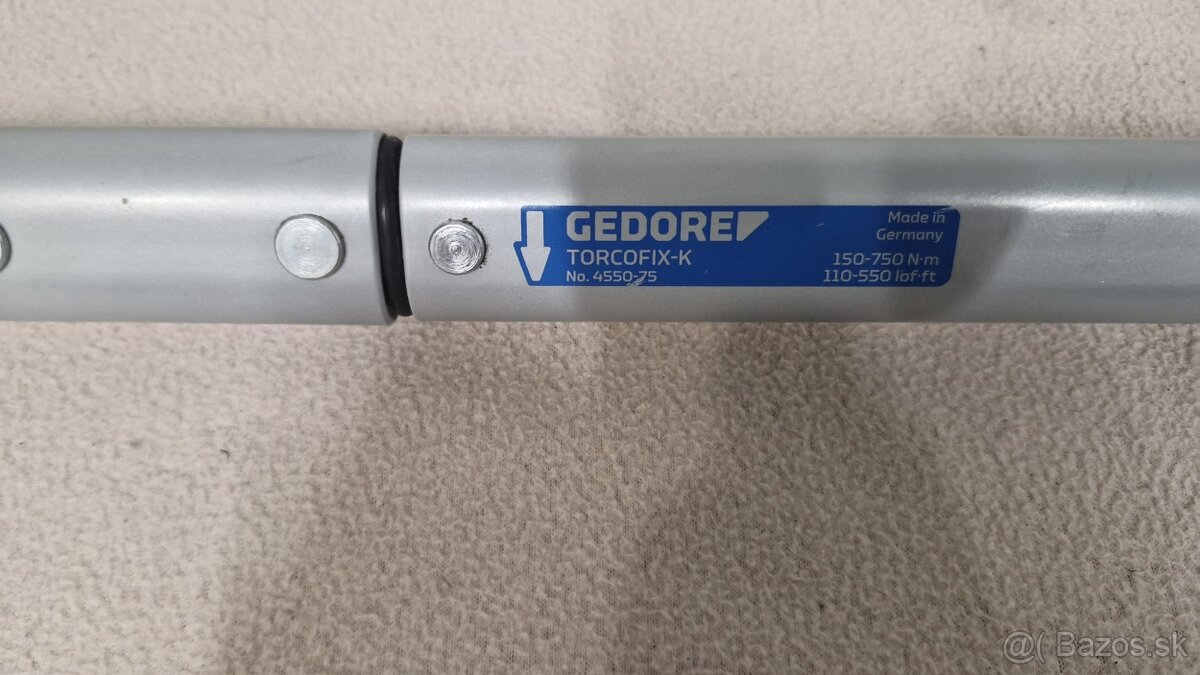 GEDORE
TORCOFIX-K
No. 4550-75
Made in
Germany
150-750 N·m
110-550 lbf·ft
@( Bazos.sk